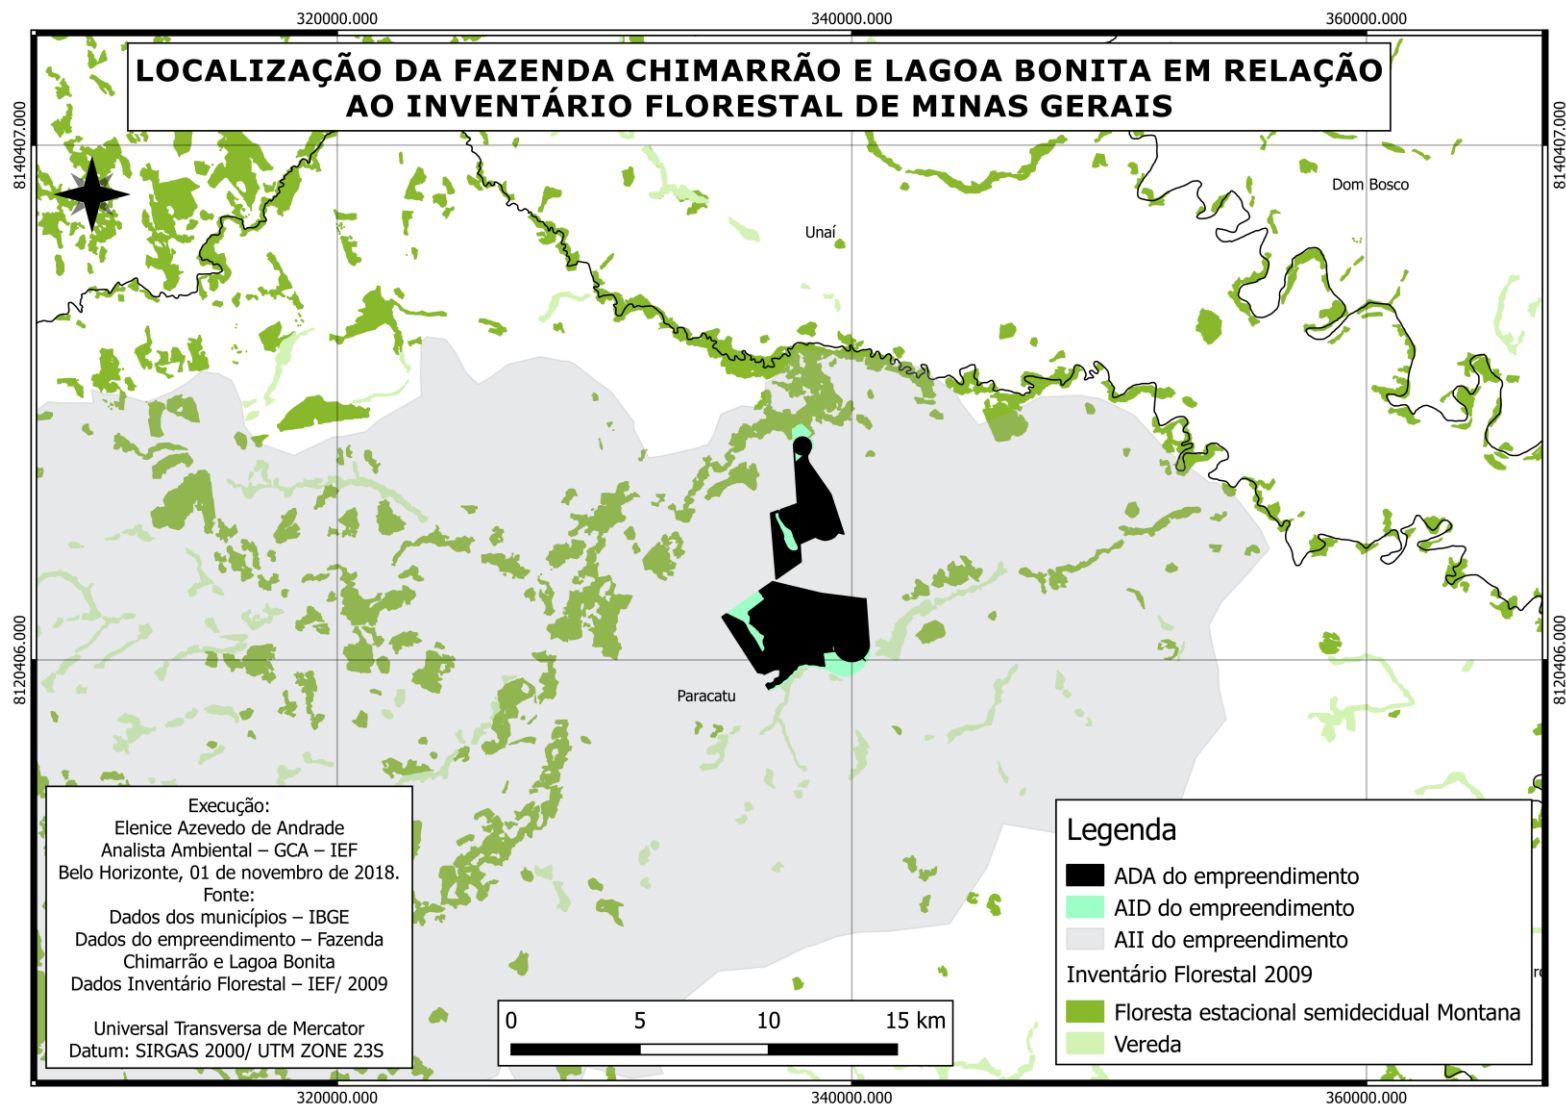 320000.000
340000.000
360000.000
LOCALIZAÇÃO DA FAZENDA CHIMARRÃO E LAGOA BONITA EM RELAÇÃO
AO INVENTÁRIO FLORESTAL DE MINAS GERAIS
8140407.000
8140407.000
Dom Bosco
Unaí
8120406.000
8120406.000
Paracatu
Execução:
Elenice Azevedo de Andrade
Analista Ambiental – GCA – IEF
Belo Horizonte, 01 de novembro de 2018.
Fonte:
Dados dos municípios – IBGE
Dados do empreendimento – Fazenda
Chimarrão e Lagoa Bonita
Dados Inventário Florestal – IEF/ 2009
Universal Transversa de Mercator
Datum: SIRGAS 2000/ UTM ZONE 23S
0 5 10 15 km
Legenda
ADA do empreendimento
AID do empreendimento
AII do empreendimento
Inventário Florestal 2009
Floresta estacional semidecidual Montana
Vereda
320000.000
340000.000
360000.000